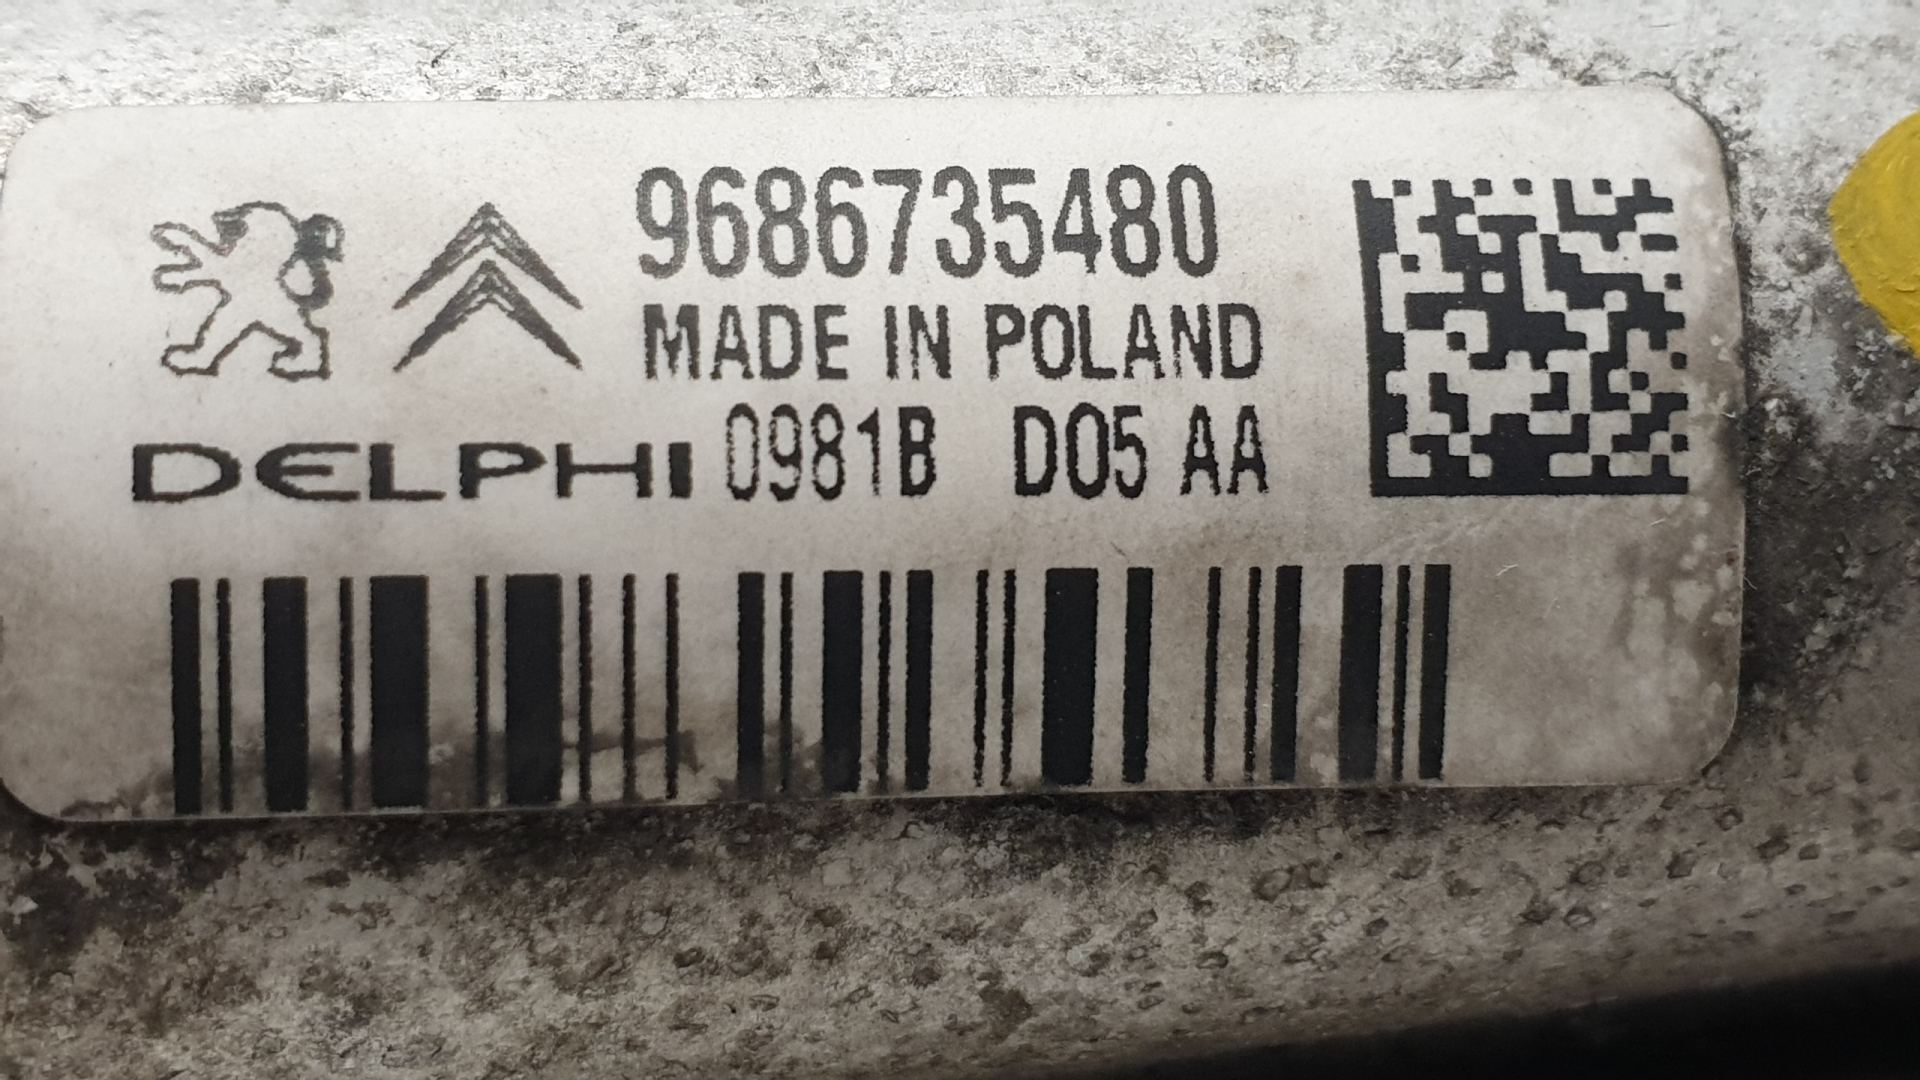 9686735480
MADE IN POLAND
DELPHI 0981B D05 AA